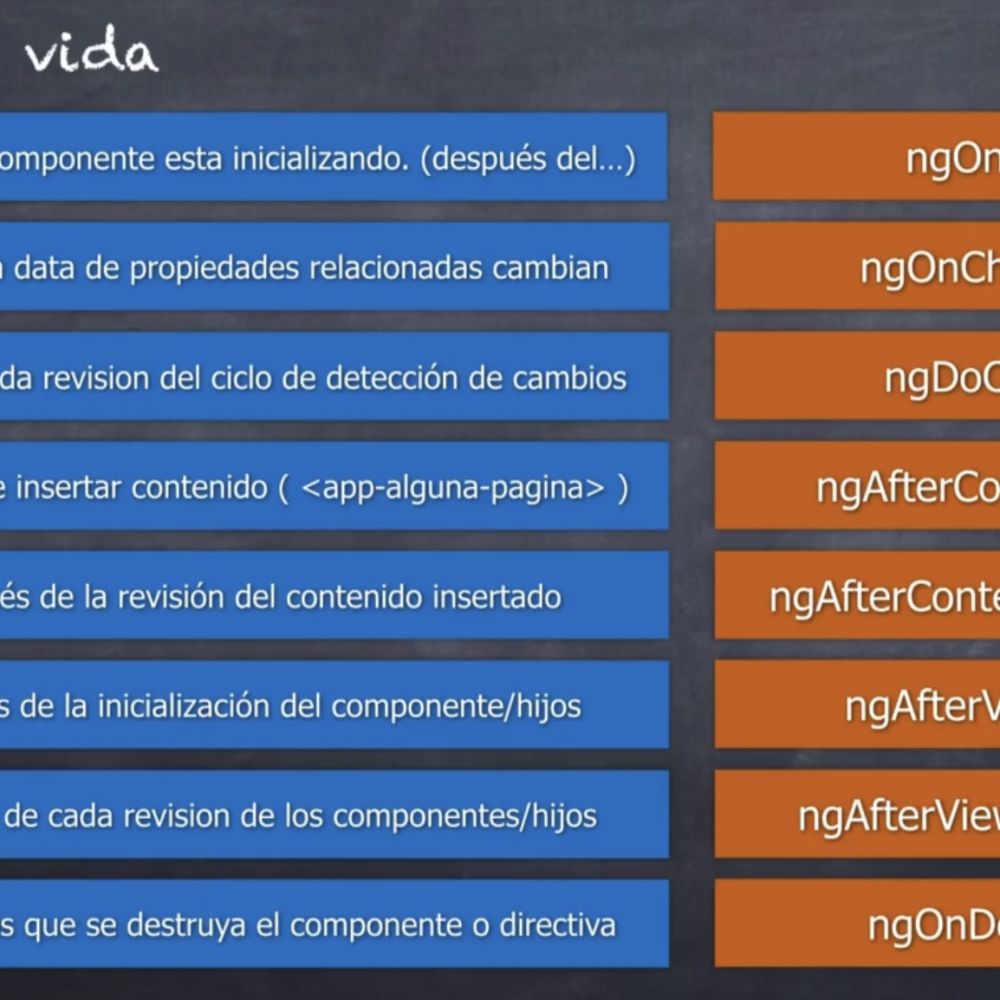 vida
omponente esta inicializando. (después del...)
ngOn
data de propiedades relacionadas cambian
ngOnCh
da revision del ciclo de detección de cambios
ngDoC
e insertar contenido ( <app-alguna-pagina> )
ngAfterCo
és de la revisión del contenido insertado
ngAfterConte
s de la inicialización del componente/hijos
ngAfterV
de cada revision de los componentes/hijos
ngAfterView
s que se destruya el componente o directiva
ngOnDe